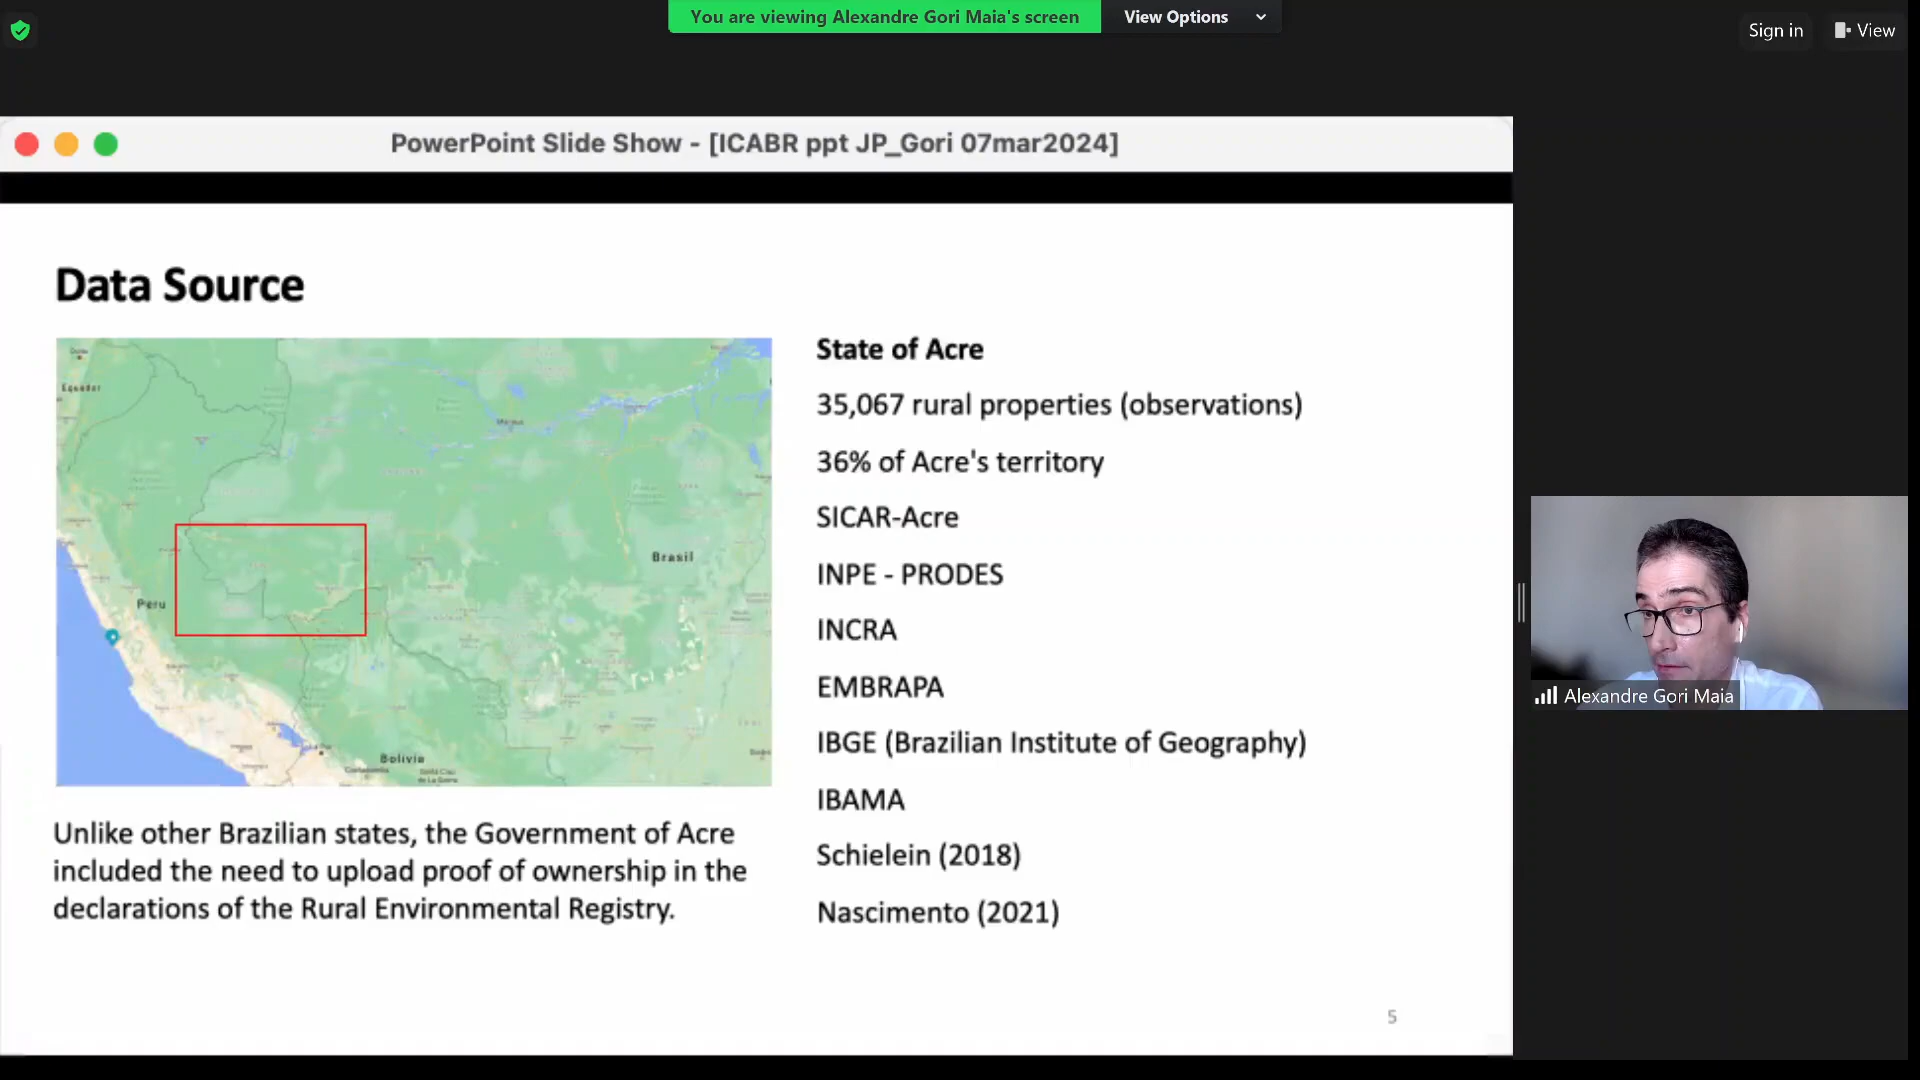 You are viewing Alexandre Gori Maia's screen
View Options
Sign in
View
PowerPoint Slide Show - [ICABR ppt JP_Gori 07mar2024]
Data Source
Equador
Manaus
Brasil
Peru
Bolivia
State of Acre
35,067 rural properties (observations)
36% of Acre's territory
SICAR-Acre
INPE - PRODES
INCRA
EMBRAPA
IBGE (Brazilian Institute of Geography)
IBAMA
Schielein (2018)
Nascimento (2021)
Unlike other Brazilian states, the Government of Acre
included the need to upload proof of ownership in the
declarations of the Rural Environmental Registry.
5
Alexandre Gori Maia